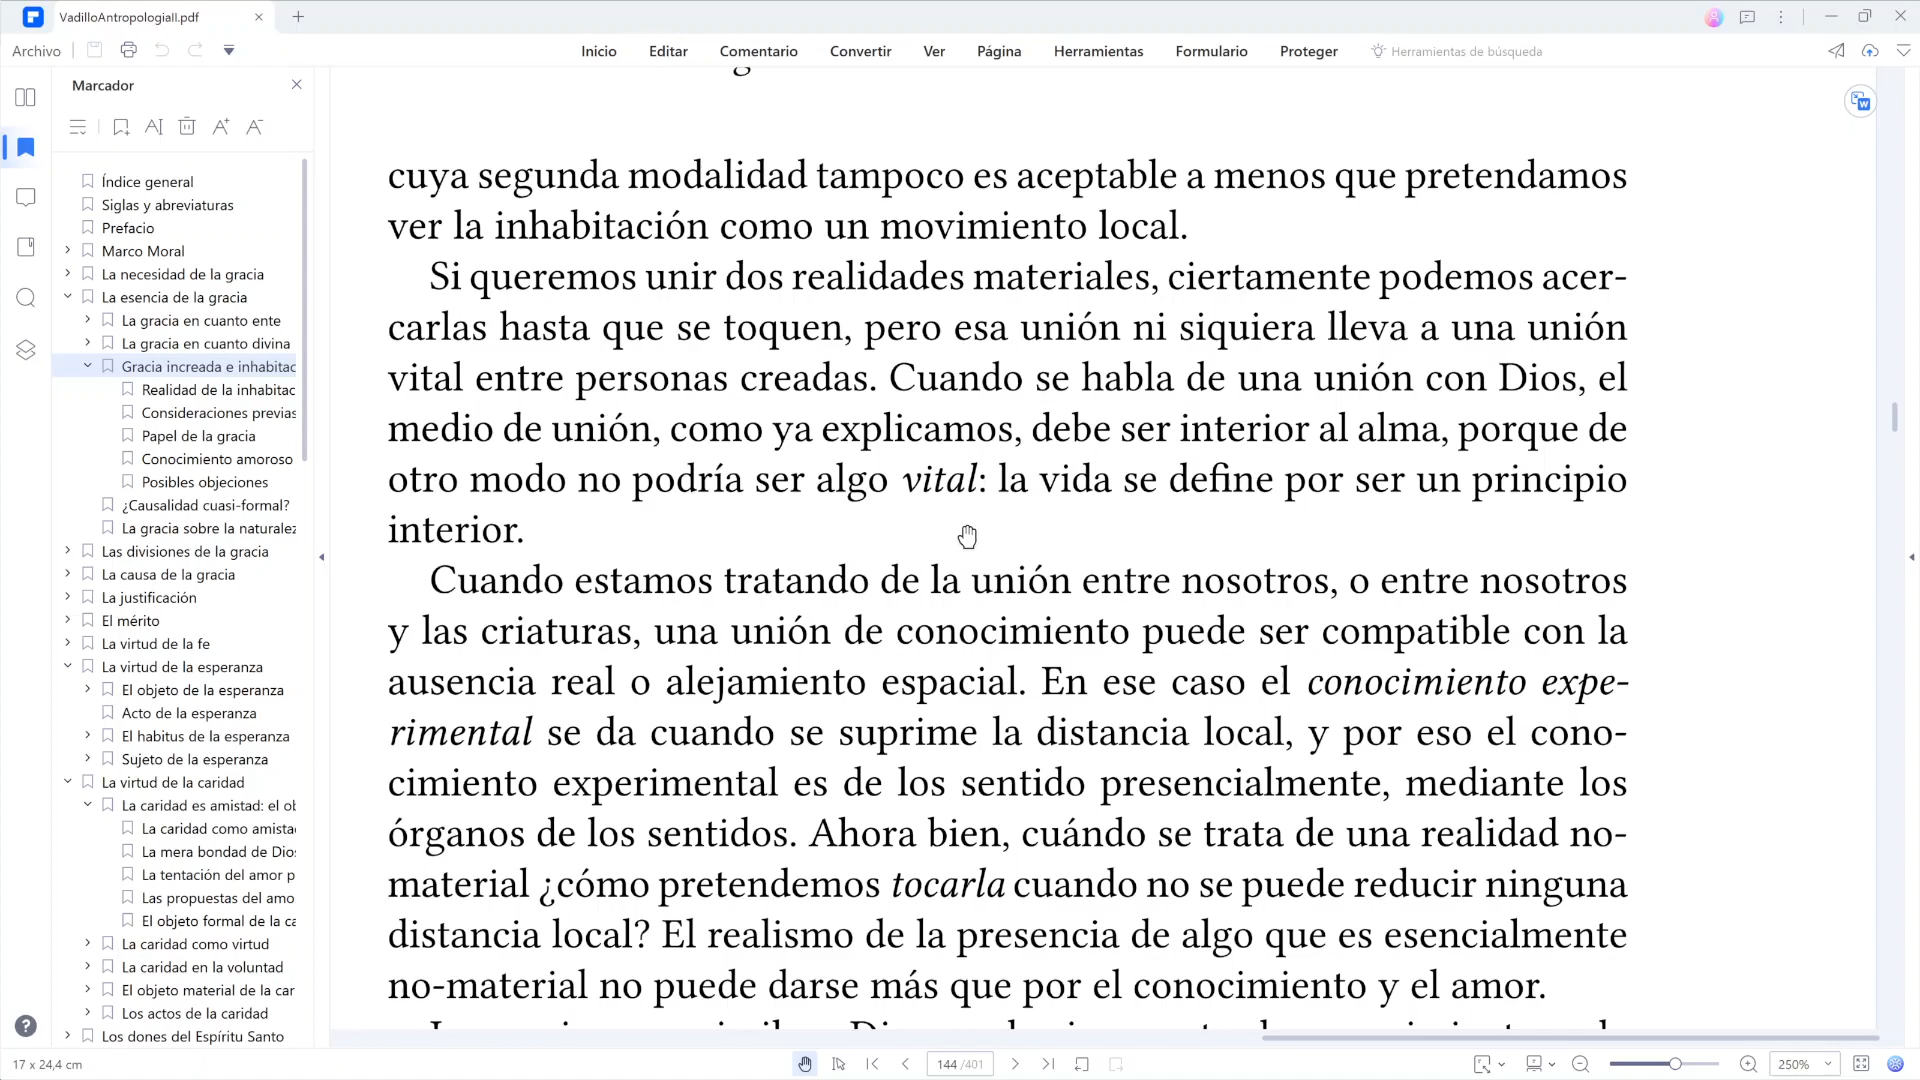 VadilloAntropologiaII.pdf
Archivo
Inicio
Editar
Comentario
Convertir
Ver
Página
Herramientas
Formulario
Proteger
Herramientas de búsqueda
Marcador
Índice general
Siglas y abreviaturas
Prefacio
Marco Moral
La necesidad de la gracia
La esencia de la gracia
La gracia en cuanto ente
La gracia en cuanto divina
Gracia increada e inhabitac
Realidad de la inhabitac
Consideraciones previas
Papel de la gracia
Conocimiento amoroso
Posibles objeciones
¿Causalidad cuasi-formal?
La gracia sobre la naturalez
Las divisiones de la gracia
La causa de la gracia
La justificación
El mérito
La virtud de la fe
La virtud de la esperanza
El objeto de la esperanza
Acto de la esperanza
El habitus de la esperanza
Sujeto de la esperanza
La virtud de la caridad
La caridad es amistad: el ob
La caridad como amista
La mera bondad de Dio
La tentación del amor p
Las propuestas del amo
El objeto formal de la ca
La caridad como virtud
La caridad en la voluntad
El objeto material de la car
Los actos de la caridad
Los dones del Espíritu Santo
cuya segunda modalidad tampoco es aceptable a menos que pretendamos
ver la inhabitación como un movimiento local.
Si queremos unir dos realidades materiales, ciertamente podemos acer-
carlas hasta que se toquen, pero esa unión ni siquiera lleva a una unión
vital entre personas creadas. Cuando se habla de una unión con Dios, el
medio de unión, como ya explicamos, debe ser interior al alma, porque de
otro modo no podría ser algo vital: la vida se define por ser un principio
interior.
Cuando estamos tratando de la unión entre nosotros, o entre nosotros
y las criaturas, una unión de conocimiento puede ser compatible con la
ausencia real o alejamiento espacial. En ese caso el conocimiento expe-
rimental se da cuando se suprime la distancia local, y por eso el cono-
cimiento experimental es de los sentido presencialmente, mediante los
órganos de los sentidos. Ahora bien, cuándo se trata de una realidad no-
material ¿cómo pretendemos tocarla cuando no se puede reducir ninguna
distancia local? El realismo de la presencia de algo que es esencialmente
no-material no puede darse más que por el conocimiento y el amor.
17 x 24,4 cm
144 /401
250%